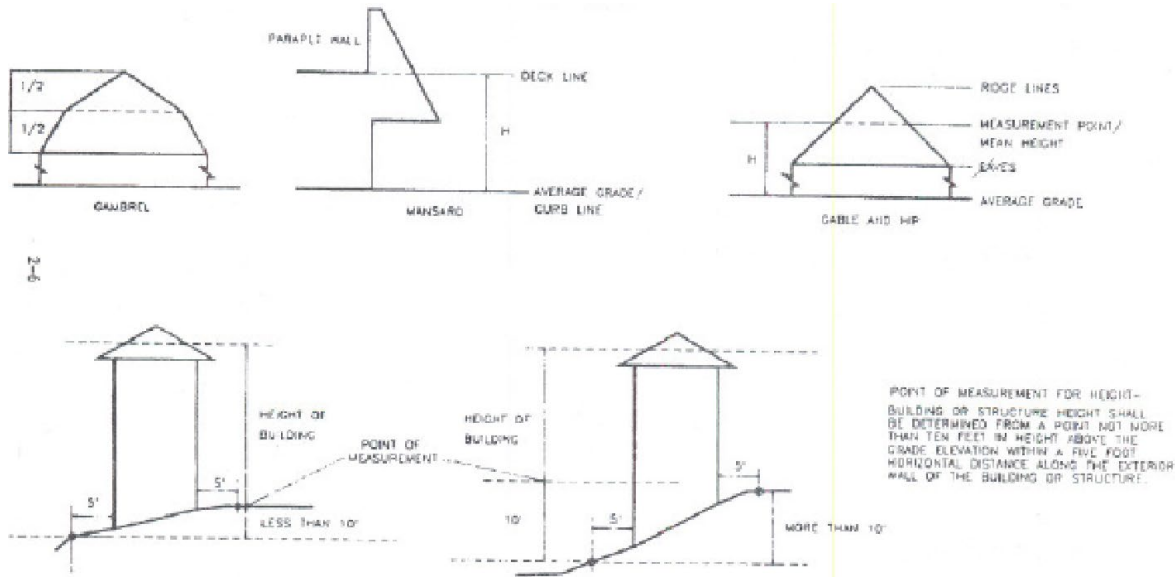 PARAPET WALL
1/2
1/2
GAMBREL
DECK LINE
H
AVERAGE GRADE/
CURB LINE
MANSARD
RIDGE LINES
MEASUREMENT POINT/
MEAN HEIGHT
H
EAVES
AVERAGE GRADE
GABLE AND HIP
2-6
HEIGHT OF
BUILDING
POINT OF
MEASUREMENT
5'
5'
LESS THAN 10'
HEIGHT OF
BUILDING
10'
5'
5'
MORE THAN 10'
POINT OF MEASUREMENT FOR HEIGHT-
BUILDING OR STRUCTURE HEIGHT SHALL
BE DETERMINED FROM A POINT NOT MORE
THAN TEN FEET IN HEIGHT ABOVE THE
GRADE ELEVATION WITHIN A FIVE FOOT
HORIZONTAL DISTANCE ALONG THE EXTERIOR
WALL OF THE BUILDING OR STRUCTURE.